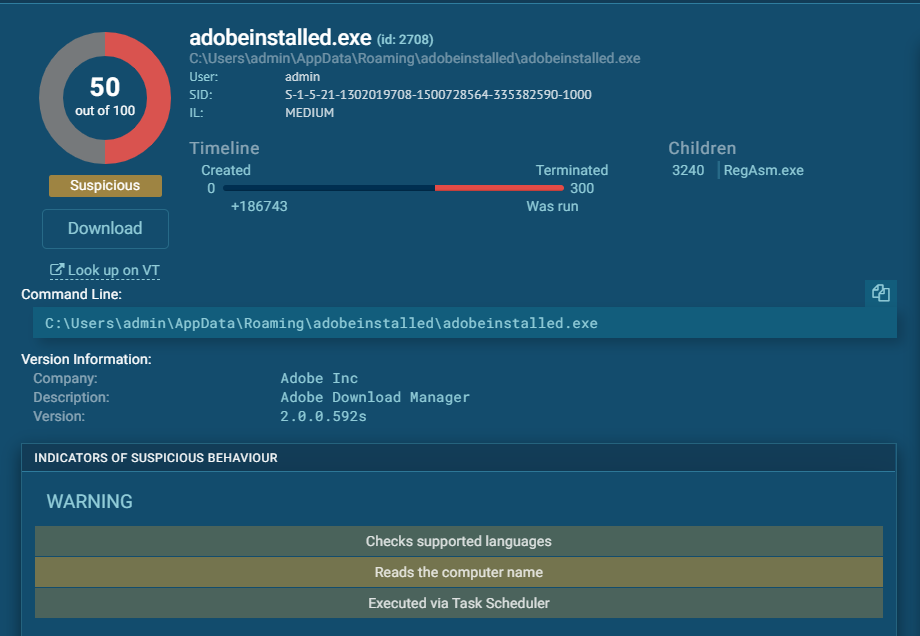 adobeinstalled.exe (id: 2708)
C:\Users\admin\AppData\Roaming\adobeinstalled\adobeinstalled.exe
User: admin
SID: S-1-5-21-1302019708-1500728564-335382590-1000
IL: MEDIUM
50
out of 100
Suspicious
Download
Look up on VT
Timeline
Created Terminated
0 300
+186743 Was run
Children
3240 RegAsm.exe
Command Line:
C:\Users\admin\AppData\Roaming\adobeinstalled\adobeinstalled.exe
Version Information:
Company: Adobe Inc
Description: Adobe Download Manager
Version: 2.0.0.592s
INDICATORS OF SUSPICIOUS BEHAVIOUR
WARNING
Checks supported languages
Reads the computer name
Executed via Task Scheduler